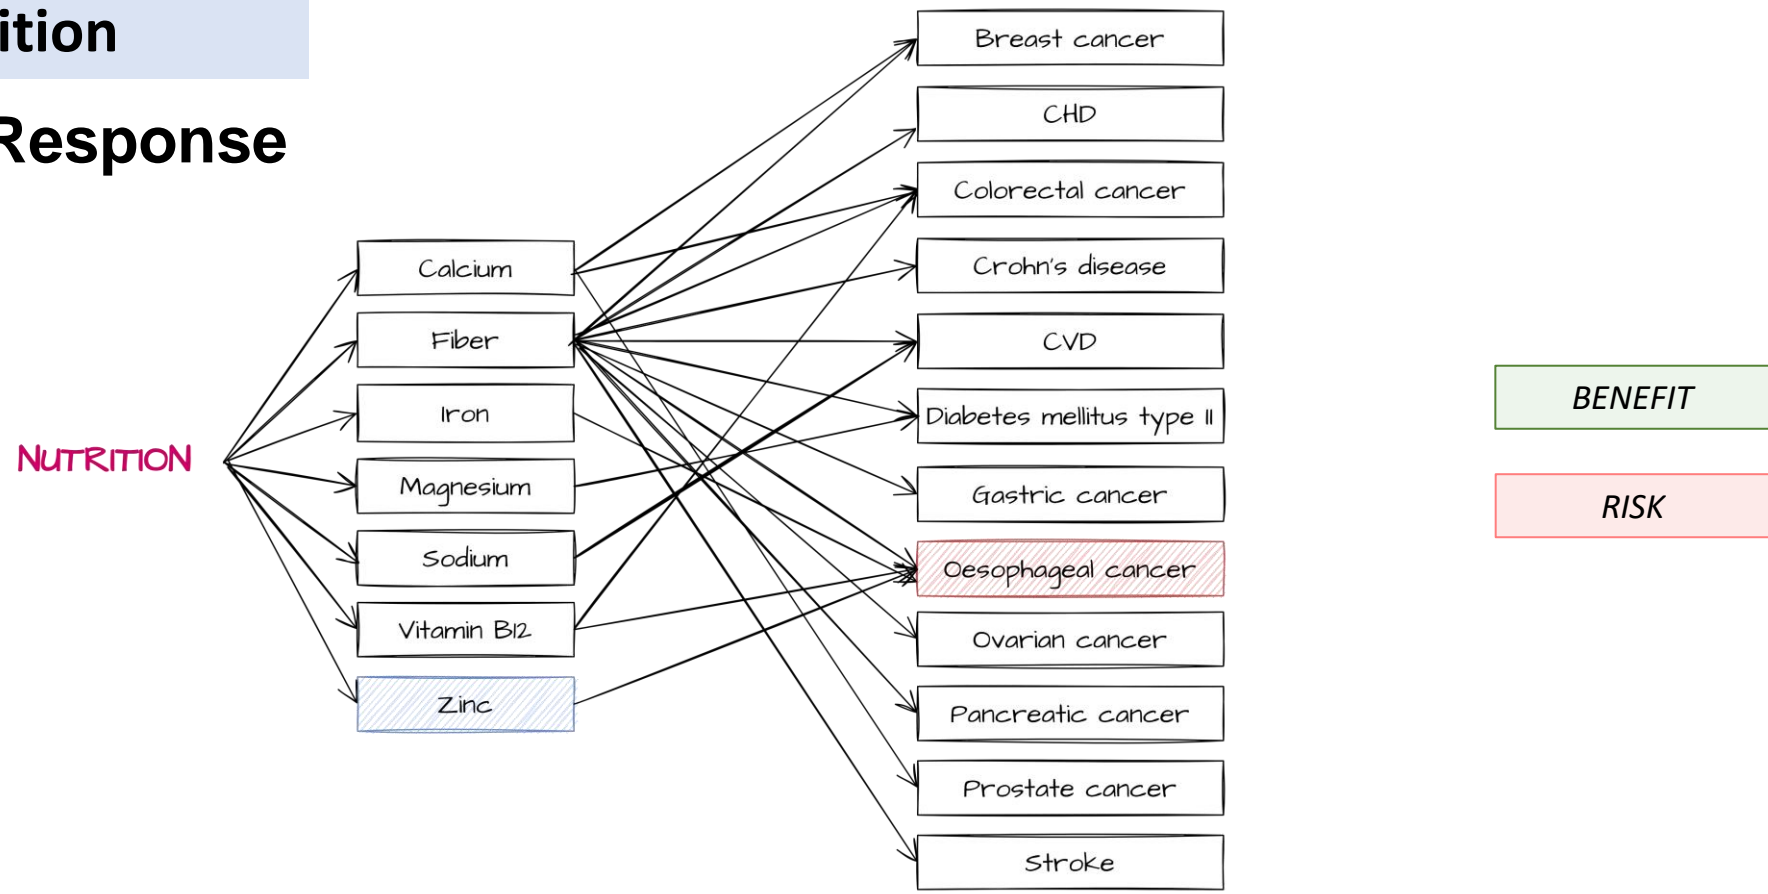 ition
Response
NUTRITION
Calcium
Fiber
Iron
Magnesium
Sodium
Vitamin B12
Zinc
Breast cancer
CHD
Colorectal cancer
Crohn's disease
CVD
Diabetes mellitus type II
Gastric cancer
Oesophageal cancer
Ovarian cancer
Pancreatic cancer
Prostate cancer
Stroke
BENEFIT
RISK